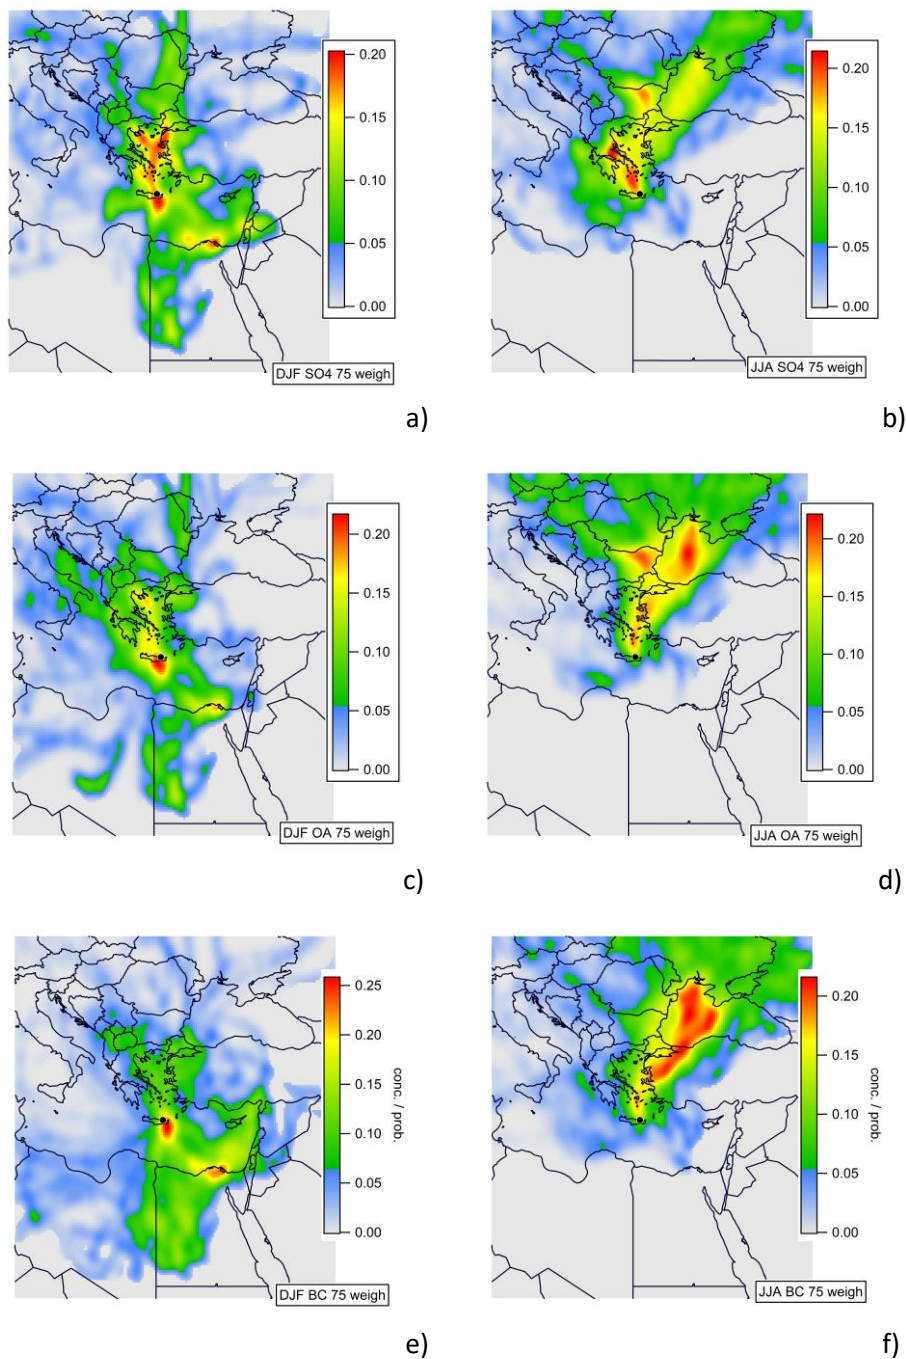 0.20
0.15
0.10
0.05
0.00
DJF SO4 75 weigh
a)
0.20
0.15
0.10
0.05
0.00
JJA SO4 75 weigh
b)
0.20
0.15
0.10
0.05
0.00
DJF OA 75 weigh
c)
0.20
0.15
0.10
0.05
0.00
JJA OA 75 weigh
d)
0.25
0.20
0.15
0.10
0.05
0.00
conc. / prob.
DJF BC 75 weigh
e)
0.20
0.15
0.10
0.05
0.00
conc. / prob.
JJA BC 75 weigh
f)